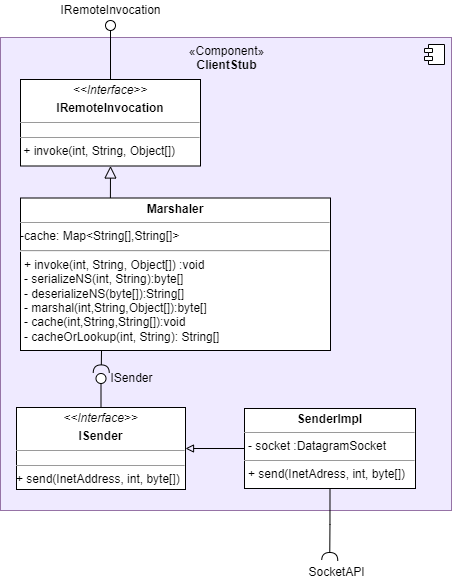 IRemoteInvocation
«Component»
ClientStub
<<Interface>>
IRemoteInvocation
+ invoke(int, String, Object[])
Marshaler
-cache: Map<String[],String[]>
+ invoke(int, String, Object[]) :void
- serializeNS(int, String):byte[]
- deserializeNS(byte[]):String[]
- marshal(int,String,Object[]):byte[]
- cache(int,String,String[]):void
- cacheOrLookup(int, String): String[]
ISender
<<Interface>>
ISender
+ send(InetAddress, int, byte[])
SenderImpl
- socket :DatagramSocket
+ send(InetAdress, int, byte[])
SocketAPI